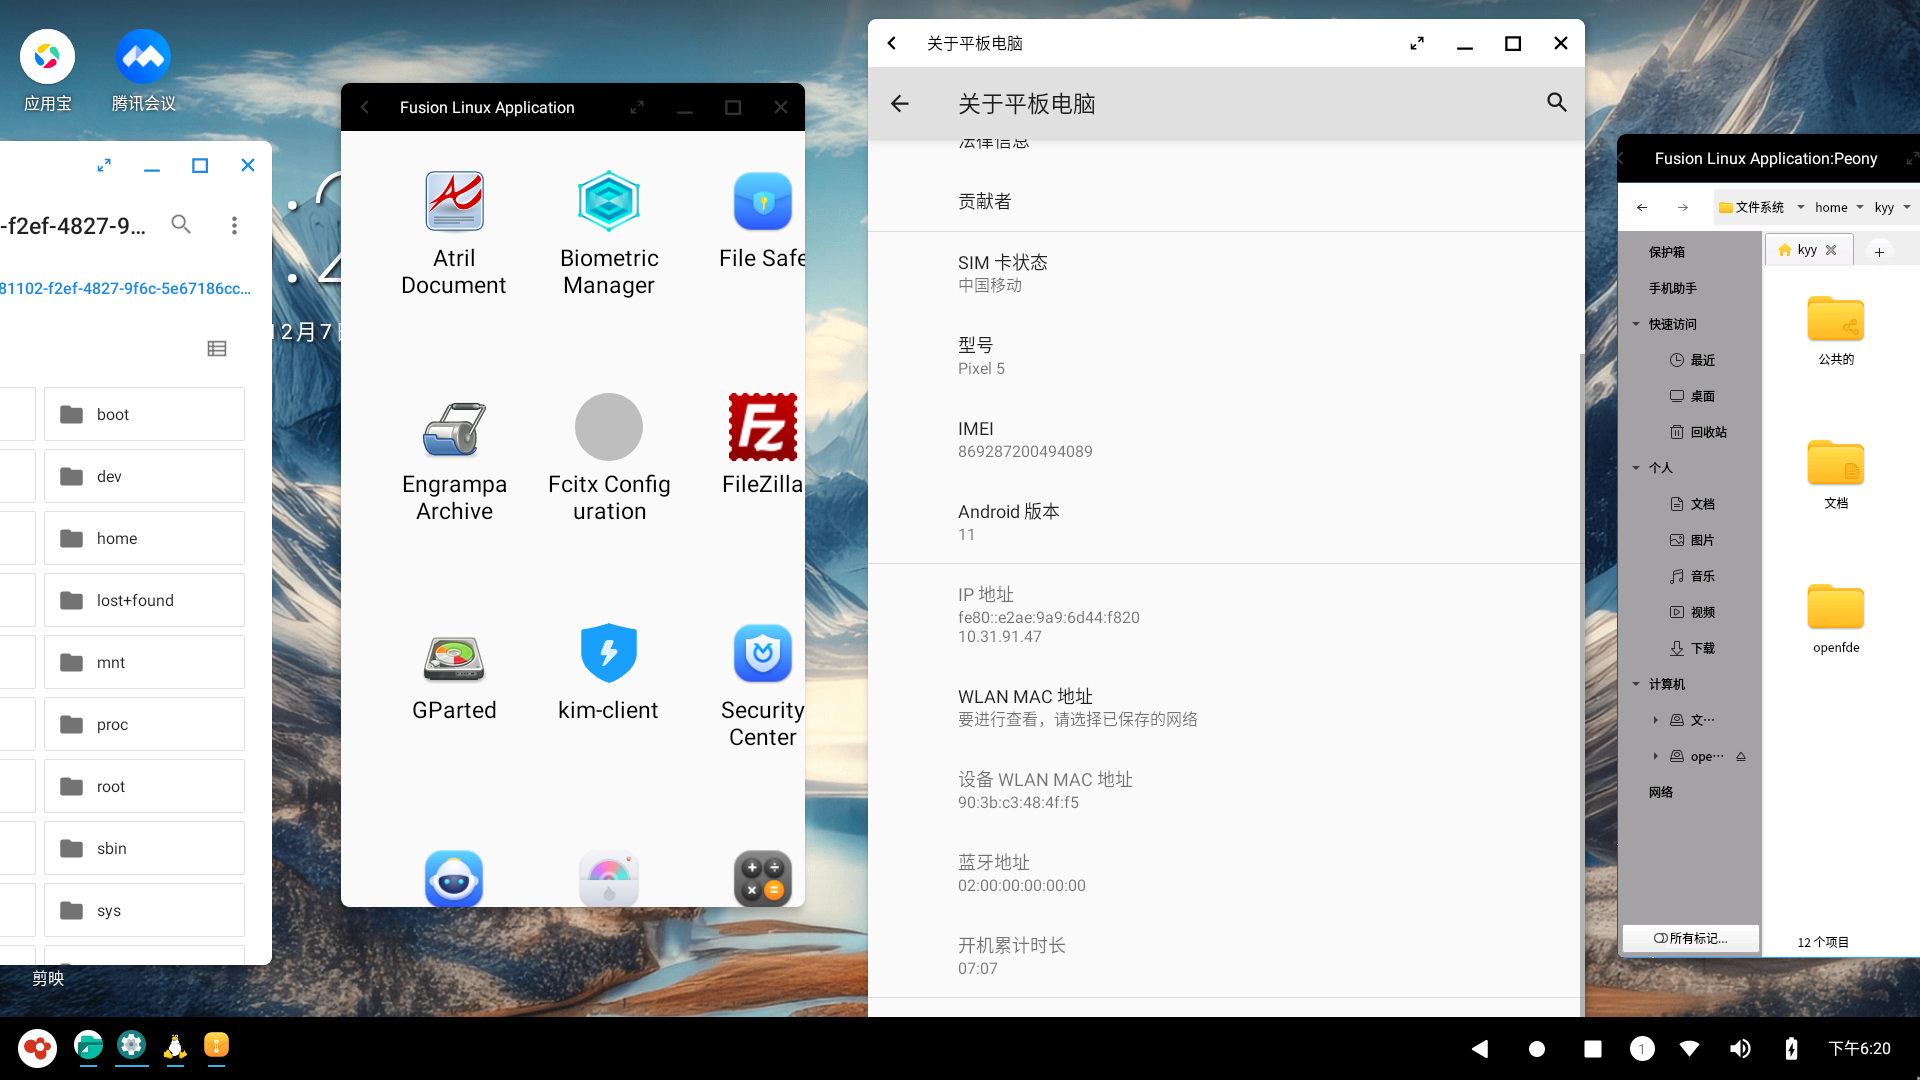 应用宝
腾讯会议
-f2ef-4827-9...
81102-f2ef-4827-9f6c-5e67186cc...
boot
dev
home
lost+found
mnt
proc
root
sbin
sys
剪映
12月7
Fusion Linux Application
Atril
Document
Biometric
Manager
File Safe
Engrampa
Archive
Fcitx Config
uration
FileZilla
GParted
kim-client
Security
Center
关于平板电脑
关于平板电脑
法律信息
贡献者
SIM 卡状态
中国移动
型号
Pixel 5
IMEI
869287200494089
Android 版本
11
IP 地址
fe80::e2ae:9a9:6d44:f820
10.31.91.47
WLAN MAC 地址
要进行查看，请选择已保存的网络
设备 WLAN MAC 地址
90:3b:c3:48:4f:f5
蓝牙地址
02:00:00:00:00:00
开机累计时长
07:07
Fusion Linux Application:Peony
文件系统 home kyy
保护箱
手机助手
快速访问
最近
桌面
回收站
个人
文档
图片
音乐
视频
下载
计算机
文···
ope···
网络
所有标记...
kyy
公共的
文档
openfde
12 个项目
1
下午6:20